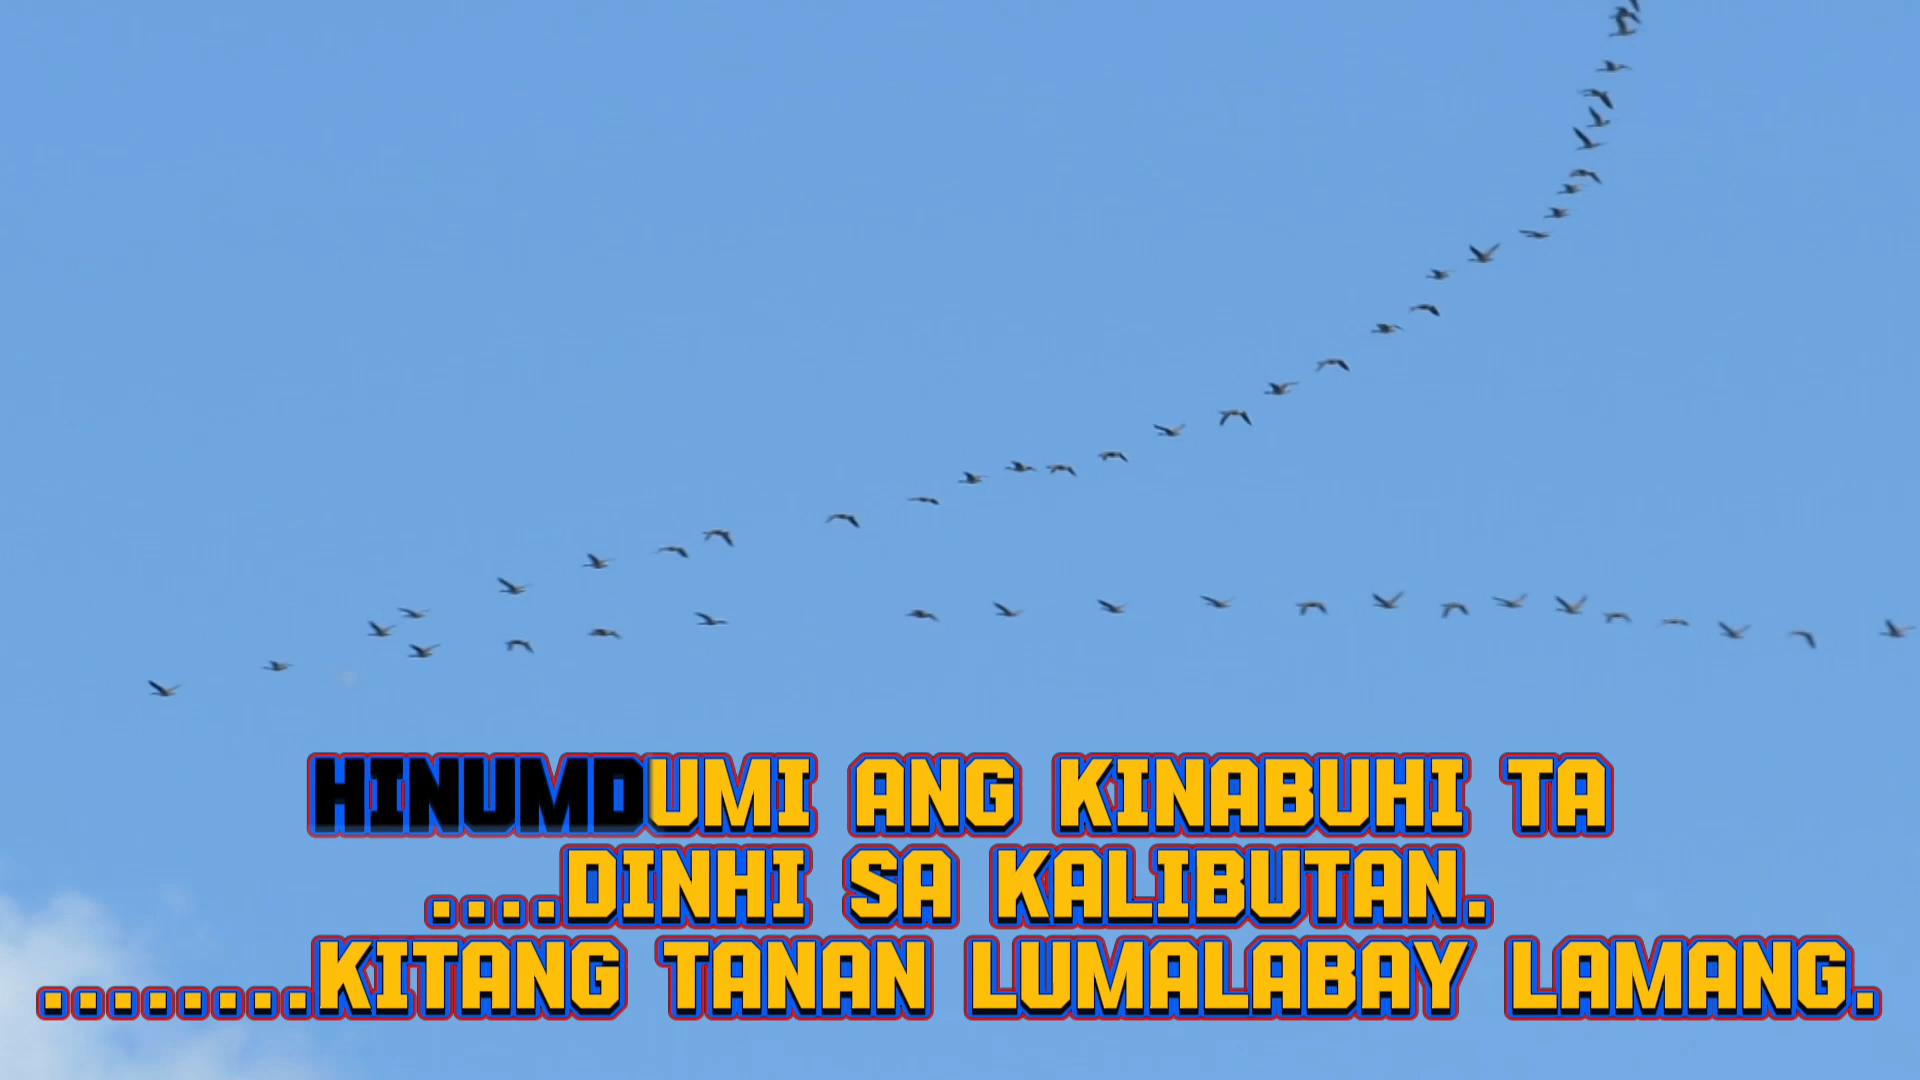 HINUMDUMI ANG KINABUHI TA
....DINHI SA KALIBUTAN.
........KITANG TANAN LUMALABAY LAMANG.